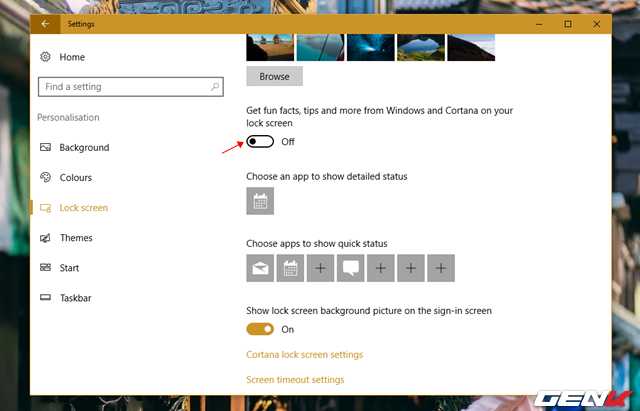 Settings
Home
Find a setting
Personalisation
Background
Colours
Lock screen
Themes
Start
Taskbar
Browse
Get fun facts, tips and more from Windows and Cortana on your
lock screen
Off
Choose an app to show detailed status
Choose apps to show quick status
Show lock screen background picture on the sign-in screen
On
Cortana lock screen settings
Screen timeout settings
GENK